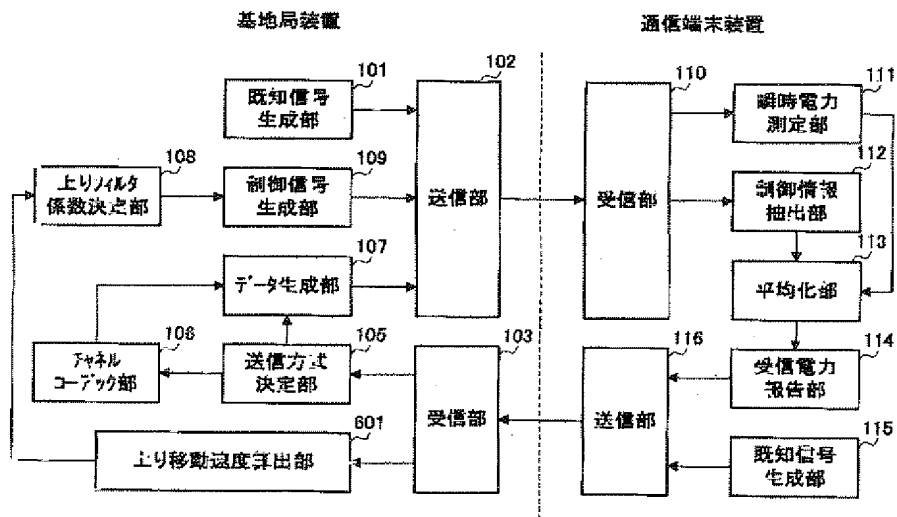 基地局装置
通信端末装置
101
既知信号
生成部
102
送信部
110
受信部
111
瞬時電力
測定部
108
上りフィルタ
係数決定部
109
制御信号
生成部
112
制御情報
抽出部
107
データ生成部
113
平均化部
106
チャネル
コーデック部
105
送信方式
決定部
103
受信部
116
送信部
114
受信電力
報告部
601
上り移動速度算出部
115
既知信号
生成部